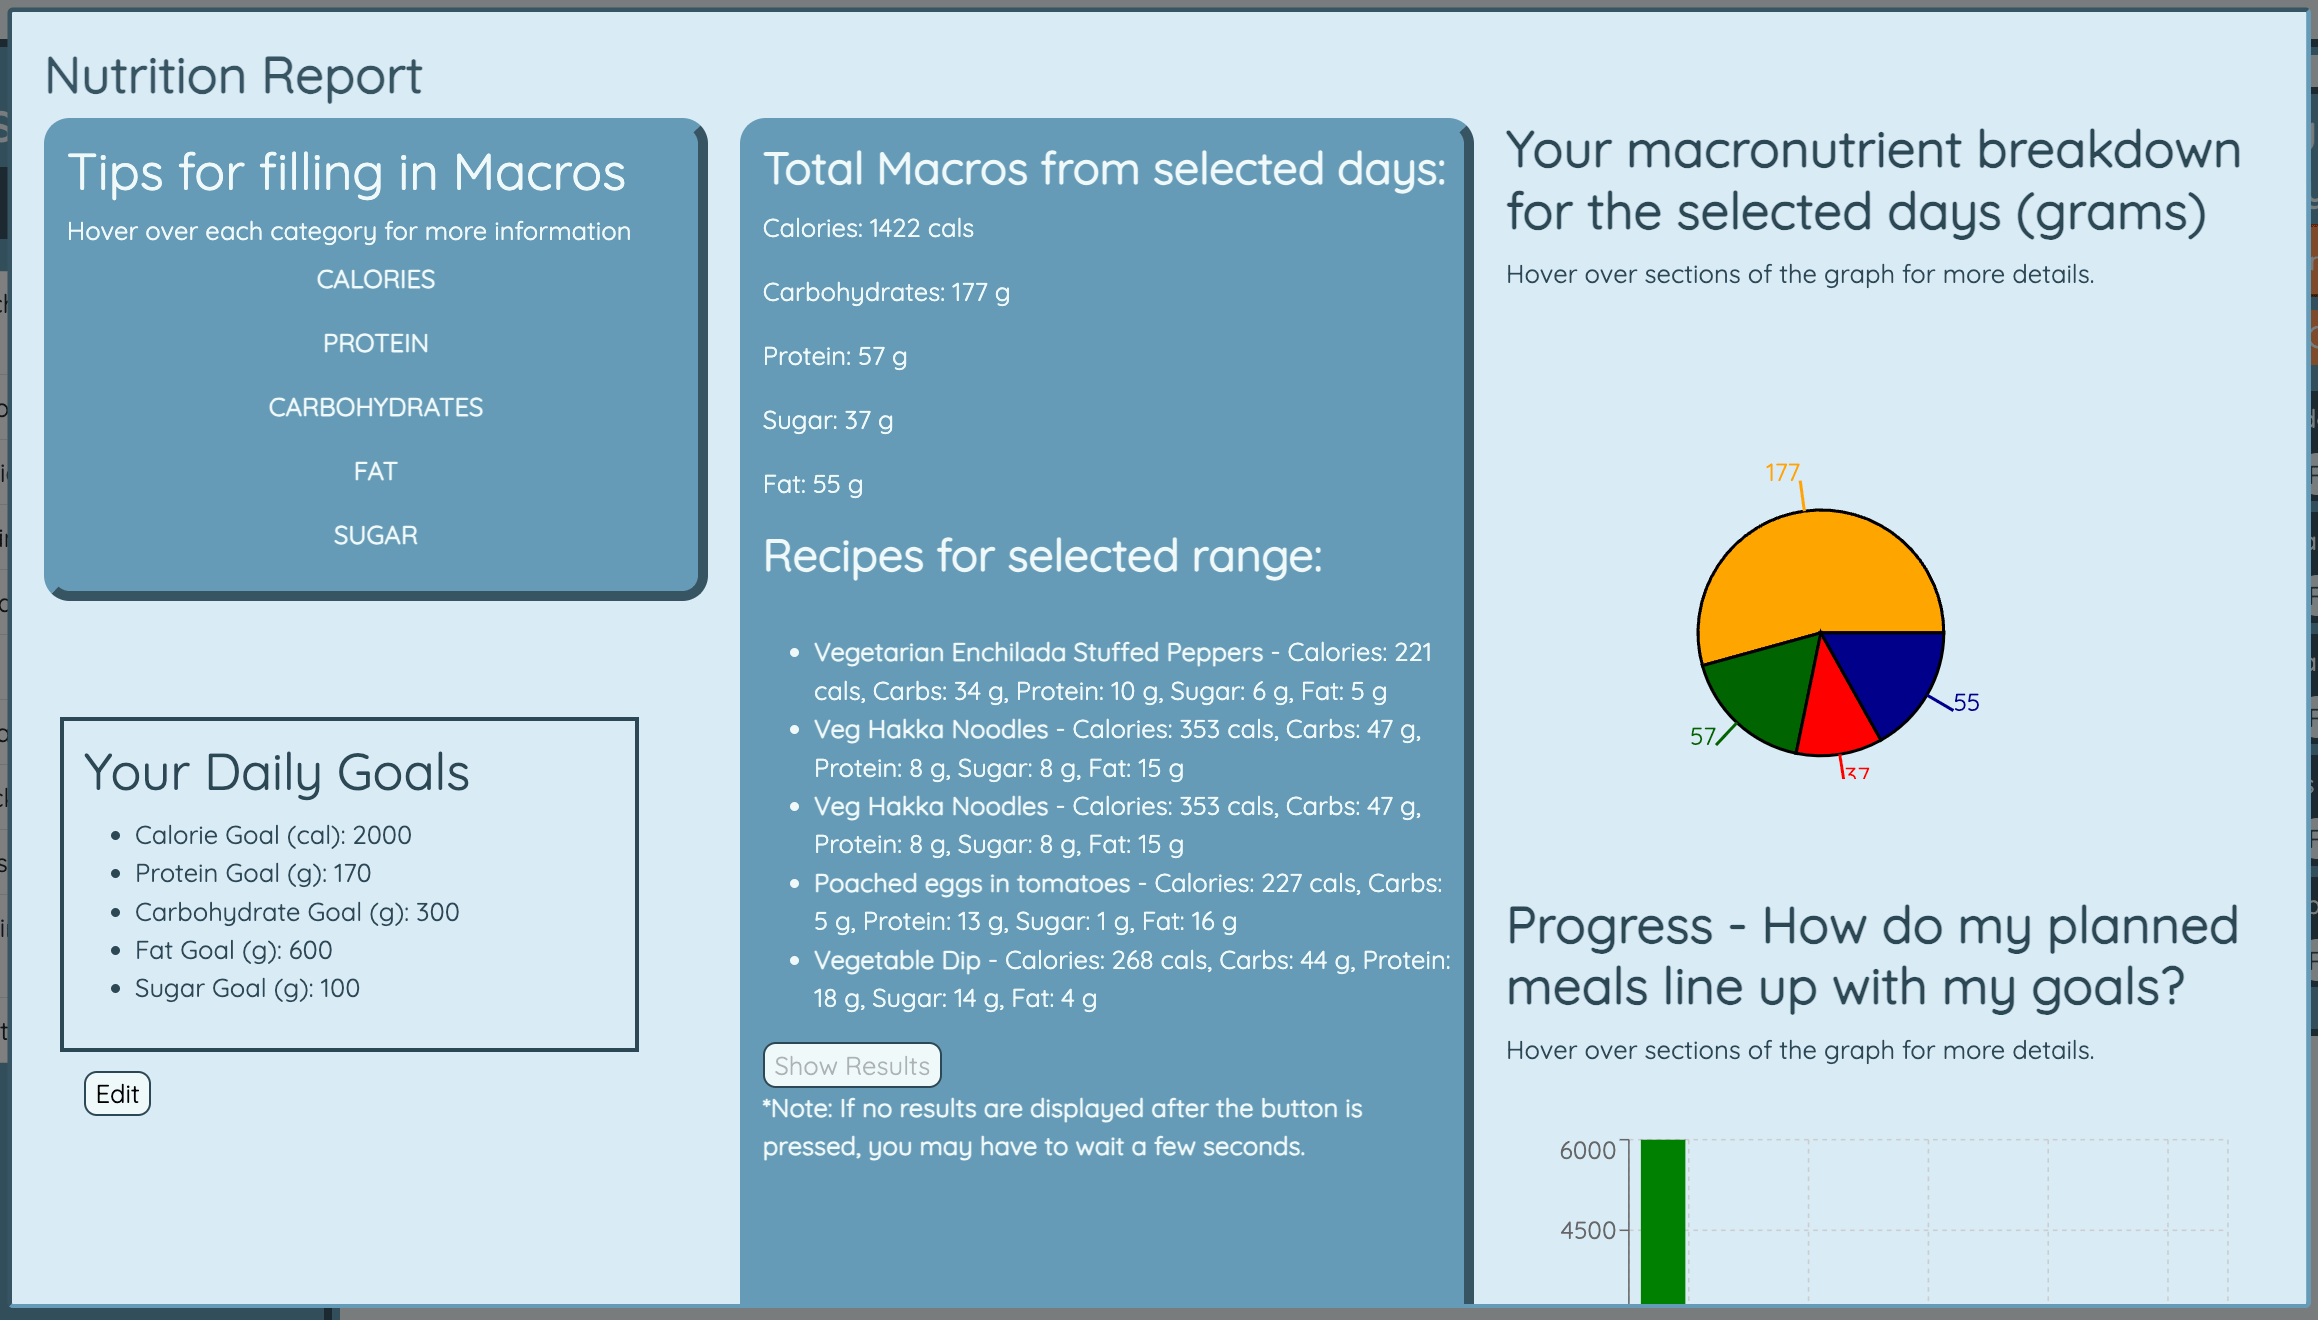 Nutrition Report
Tips for filling in Macros
Hover over each category for more information
CALORIES
PROTEIN
CARBOHYDRATES
FAT
SUGAR
Your Daily Goals
Calorie Goal (cal): 2000
Protein Goal (g): 170
Carbohydrate Goal (g): 300
Fat Goal (g): 600
Sugar Goal (g): 100
Edit
Total Macros from selected days:
Calories: 1422 cals
Carbohydrates: 177 g
Protein: 57 g
Sugar: 37 g
Fat: 55 g
Recipes for selected range:
Vegetarian Enchilada Stuffed Peppers - Calories: 221
cals, Carbs: 34 g, Protein: 10 g, Sugar: 6 g, Fat: 5 g
Veg Hakka Noodles - Calories: 353 cals, Carbs: 47 g,
Protein: 8 g, Sugar: 8 g, Fat: 15 g
Veg Hakka Noodles - Calories: 353 cals, Carbs: 47 g,
Protein: 8 g, Sugar: 8 g, Fat: 15 g
Poached eggs in tomatoes - Calories: 227 cals, Carbs:
5 g, Protein: 13 g, Sugar: 1 g, Fat: 16 g
Vegetable Dip - Calories: 268 cals, Carbs: 44 g, Protein:
18 g, Sugar: 14 g, Fat: 4 g
Show Results
*Note: If no results are displayed after the button is
pressed, you may have to wait a few seconds.
Your macronutrient breakdown
for the selected days (grams)
Hover over sections of the graph for more details.
177
55
57
37
Progress - How do my planned
meals line up with my goals?
Hover over sections of the graph for more details.
6000
4500